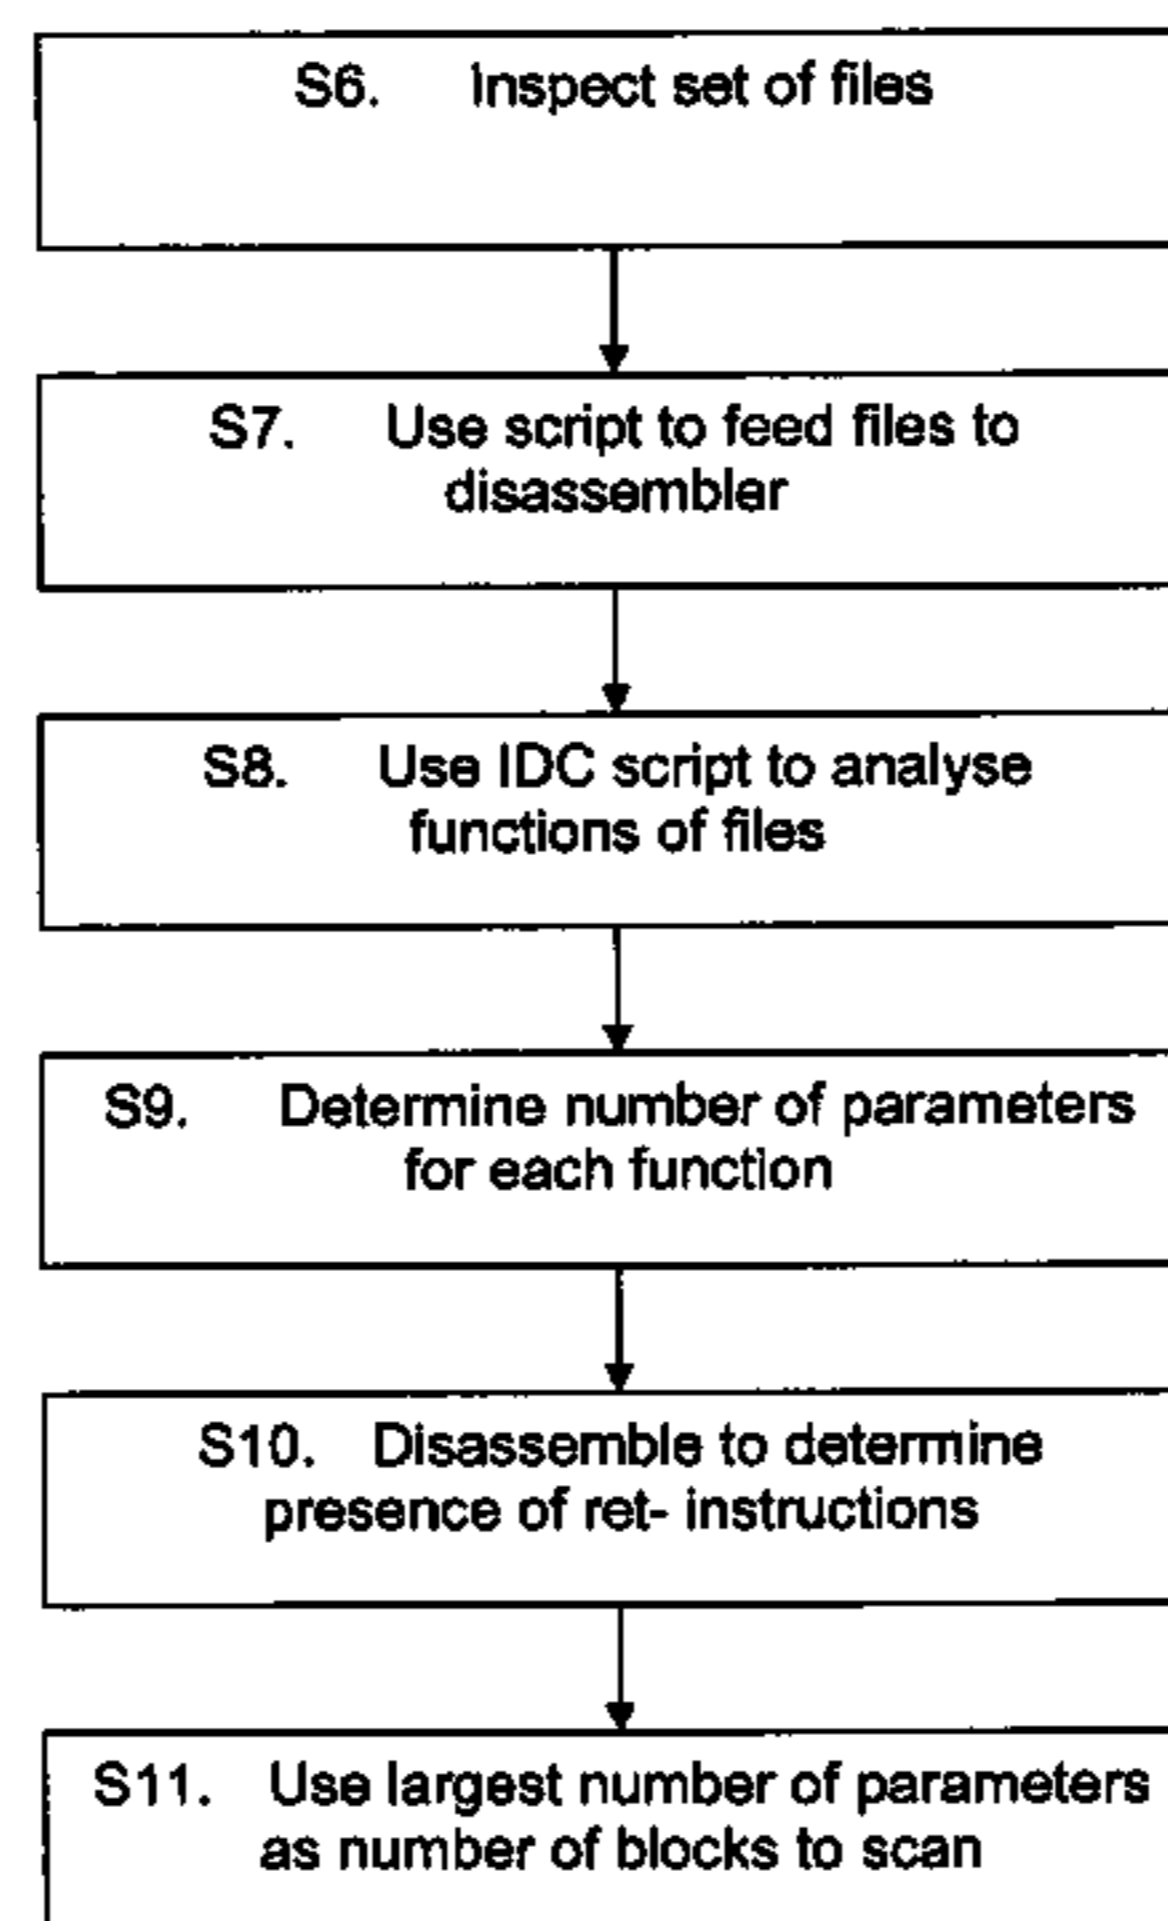 S6. Inspect set of files
S7. Use script to feed files to
disassembler
S8. Use IDC script to analyse
functions of files
S9. Determine number of parameters
for each function
S10. Disassemble to determine
presence of ret- instructions
S11. Use largest number of parameters
as number of blocks to scan